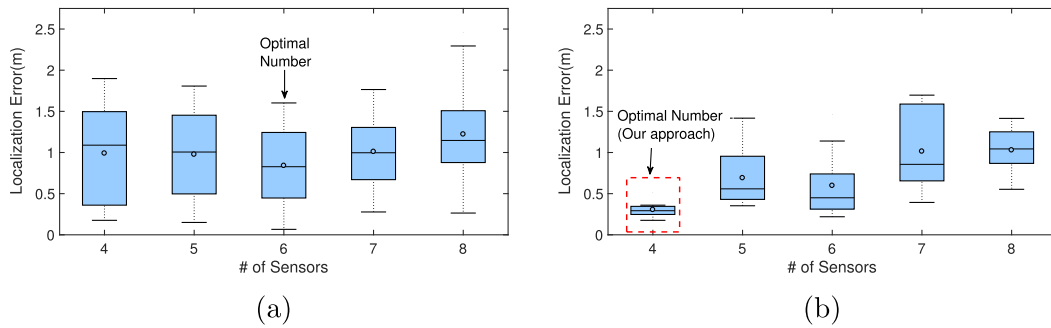 2.5
2
1.5
1
0.5
0
Localization Error(m)
Optimal
Number
4
5
6
7
8
# of Sensors
(a)
2.5
2
1.5
1
0.5
0
Localization Error(m)
Optimal Number
(Our approach)
4
5
6
7
8
# of Sensors
(b)